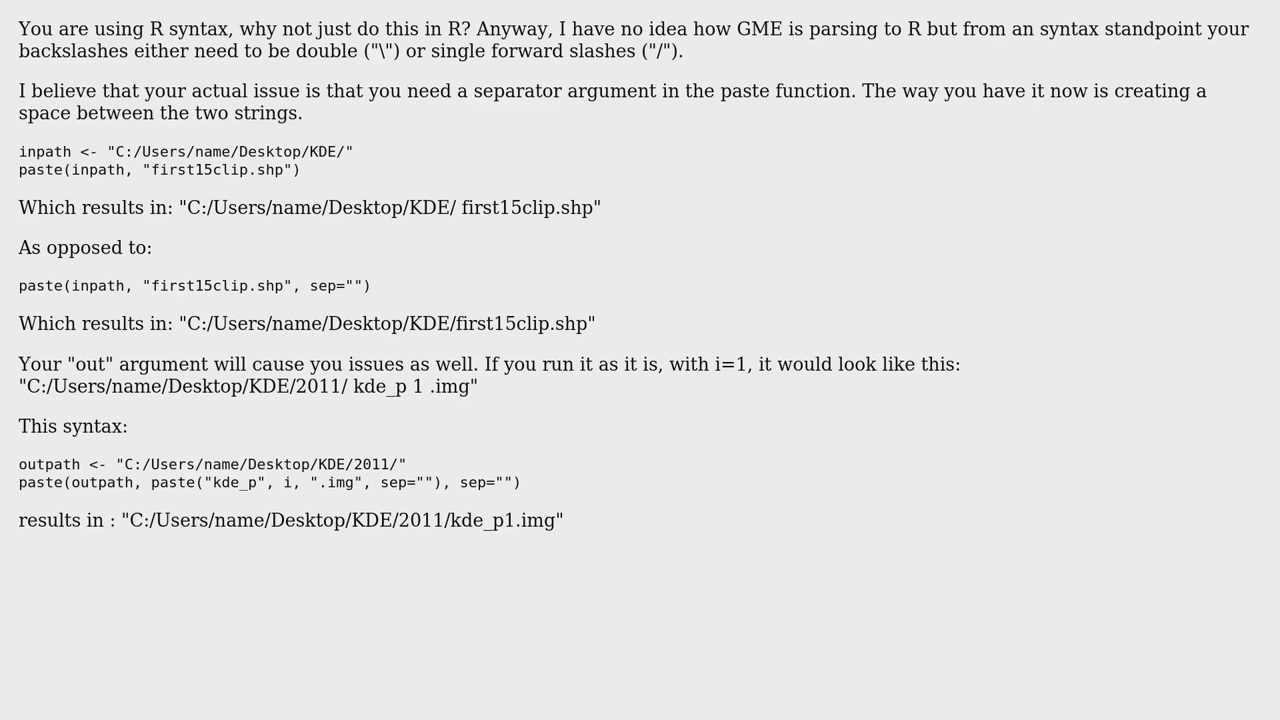 You are using R syntax, why not just do this in R? Anyway, I have no idea how GME is parsing to R but from an syntax standpoint your
backslashes either need to be double ("\") or single forward slashes ("/").
I believe that your actual issue is that you need a separator argument in the paste function. The way you have it now is creating a
space between the two strings.
inpath <- "C:/Users/name/Desktop/KDE/"
paste(inpath, "first15clip.shp")
Which results in: "C:/Users/name/Desktop/KDE/ first15clip.shp"
As opposed to:
paste(inpath, "first15clip.shp", sep="")
Which results in: "C:/Users/name/Desktop/KDE/first15clip.shp"
Your "out" argument will cause you issues as well. If you run it as it is, with i=1, it would look like this:
"C:/Users/name/Desktop/KDE/2011/ kde_p 1 .img"
This syntax:
outpath <- "C:/Users/name/Desktop/KDE/2011/"
paste(outpath, paste("kde_p", i, ".img", sep=""), sep="")
results in : "C:/Users/name/Desktop/KDE/2011/kde_p1.img"